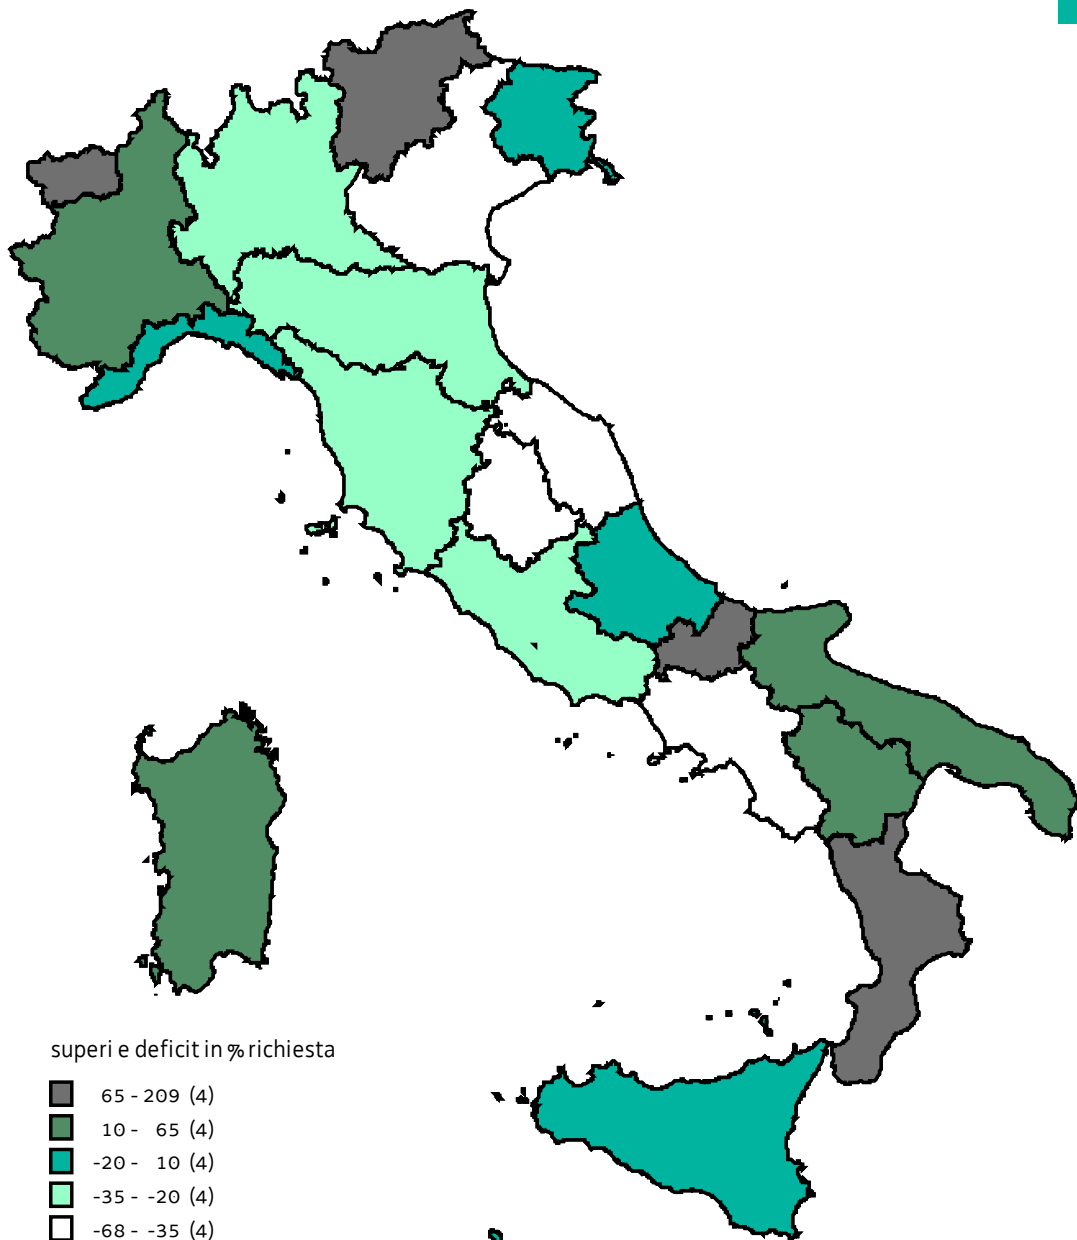 superi e deficit in % richiesta
65 - 209 (4)
10 - 65 (4)
-20 - 10 (4)
-35 - -20 (4)
-68 - -35 (4)